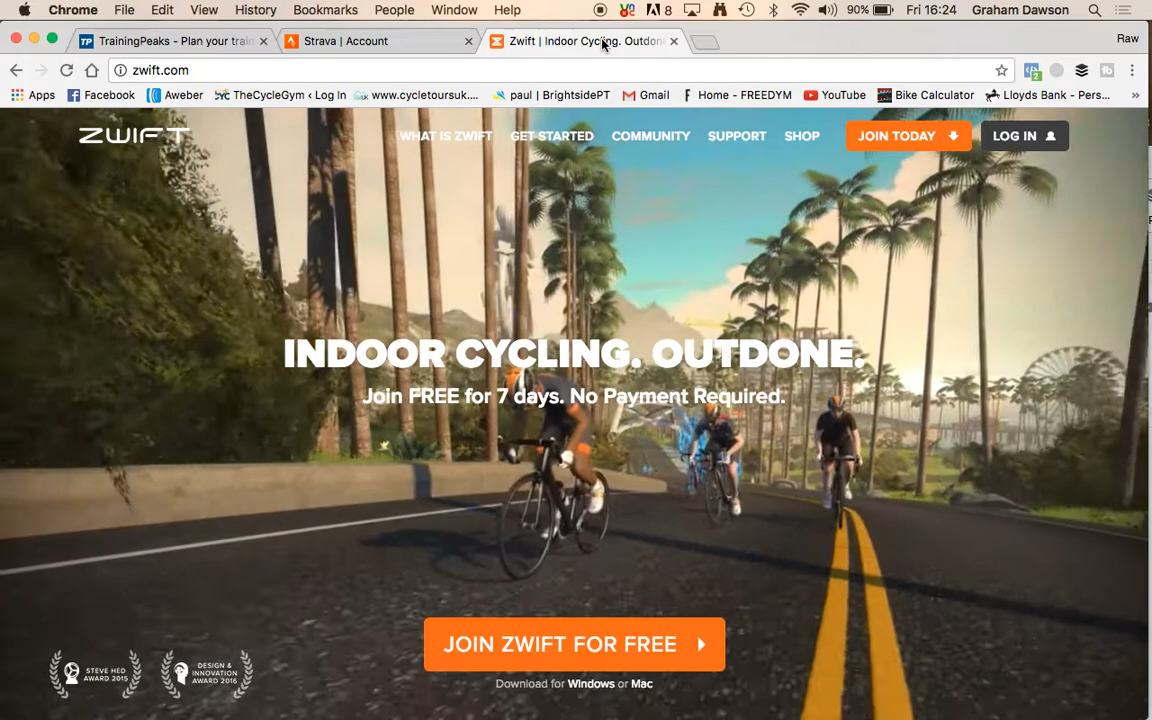 Chrome File Edit View History Bookmarks People Window Help 8 90% Fri 16:24 Graham Dawson
TrainingPeaks - Plan your train Strava | Account Zwift | Indoor Cycling. Outdone Raw
zwift.com 2
Apps Facebook Aweber TheCycleGym › Log In www.cycletoursuk.... paul | BrightsidePT Gmail Home - FREEDYM YouTube Bike Calculator Lloyds Bank - Pers... »
ZWIFT WHAT IS ZWIFT GET STARTED COMMUNITY SUPPORT SHOP JOIN TODAY LOG IN
INDOOR CYCLING. OUTDONE.
Join FREE for 7 days. No Payment Required.
JOIN ZWIFT FOR FREE
Download for Windows or Mac
STEVE HED
AWARD 2015
DESIGN &
INNOVATION
AWARD 2016